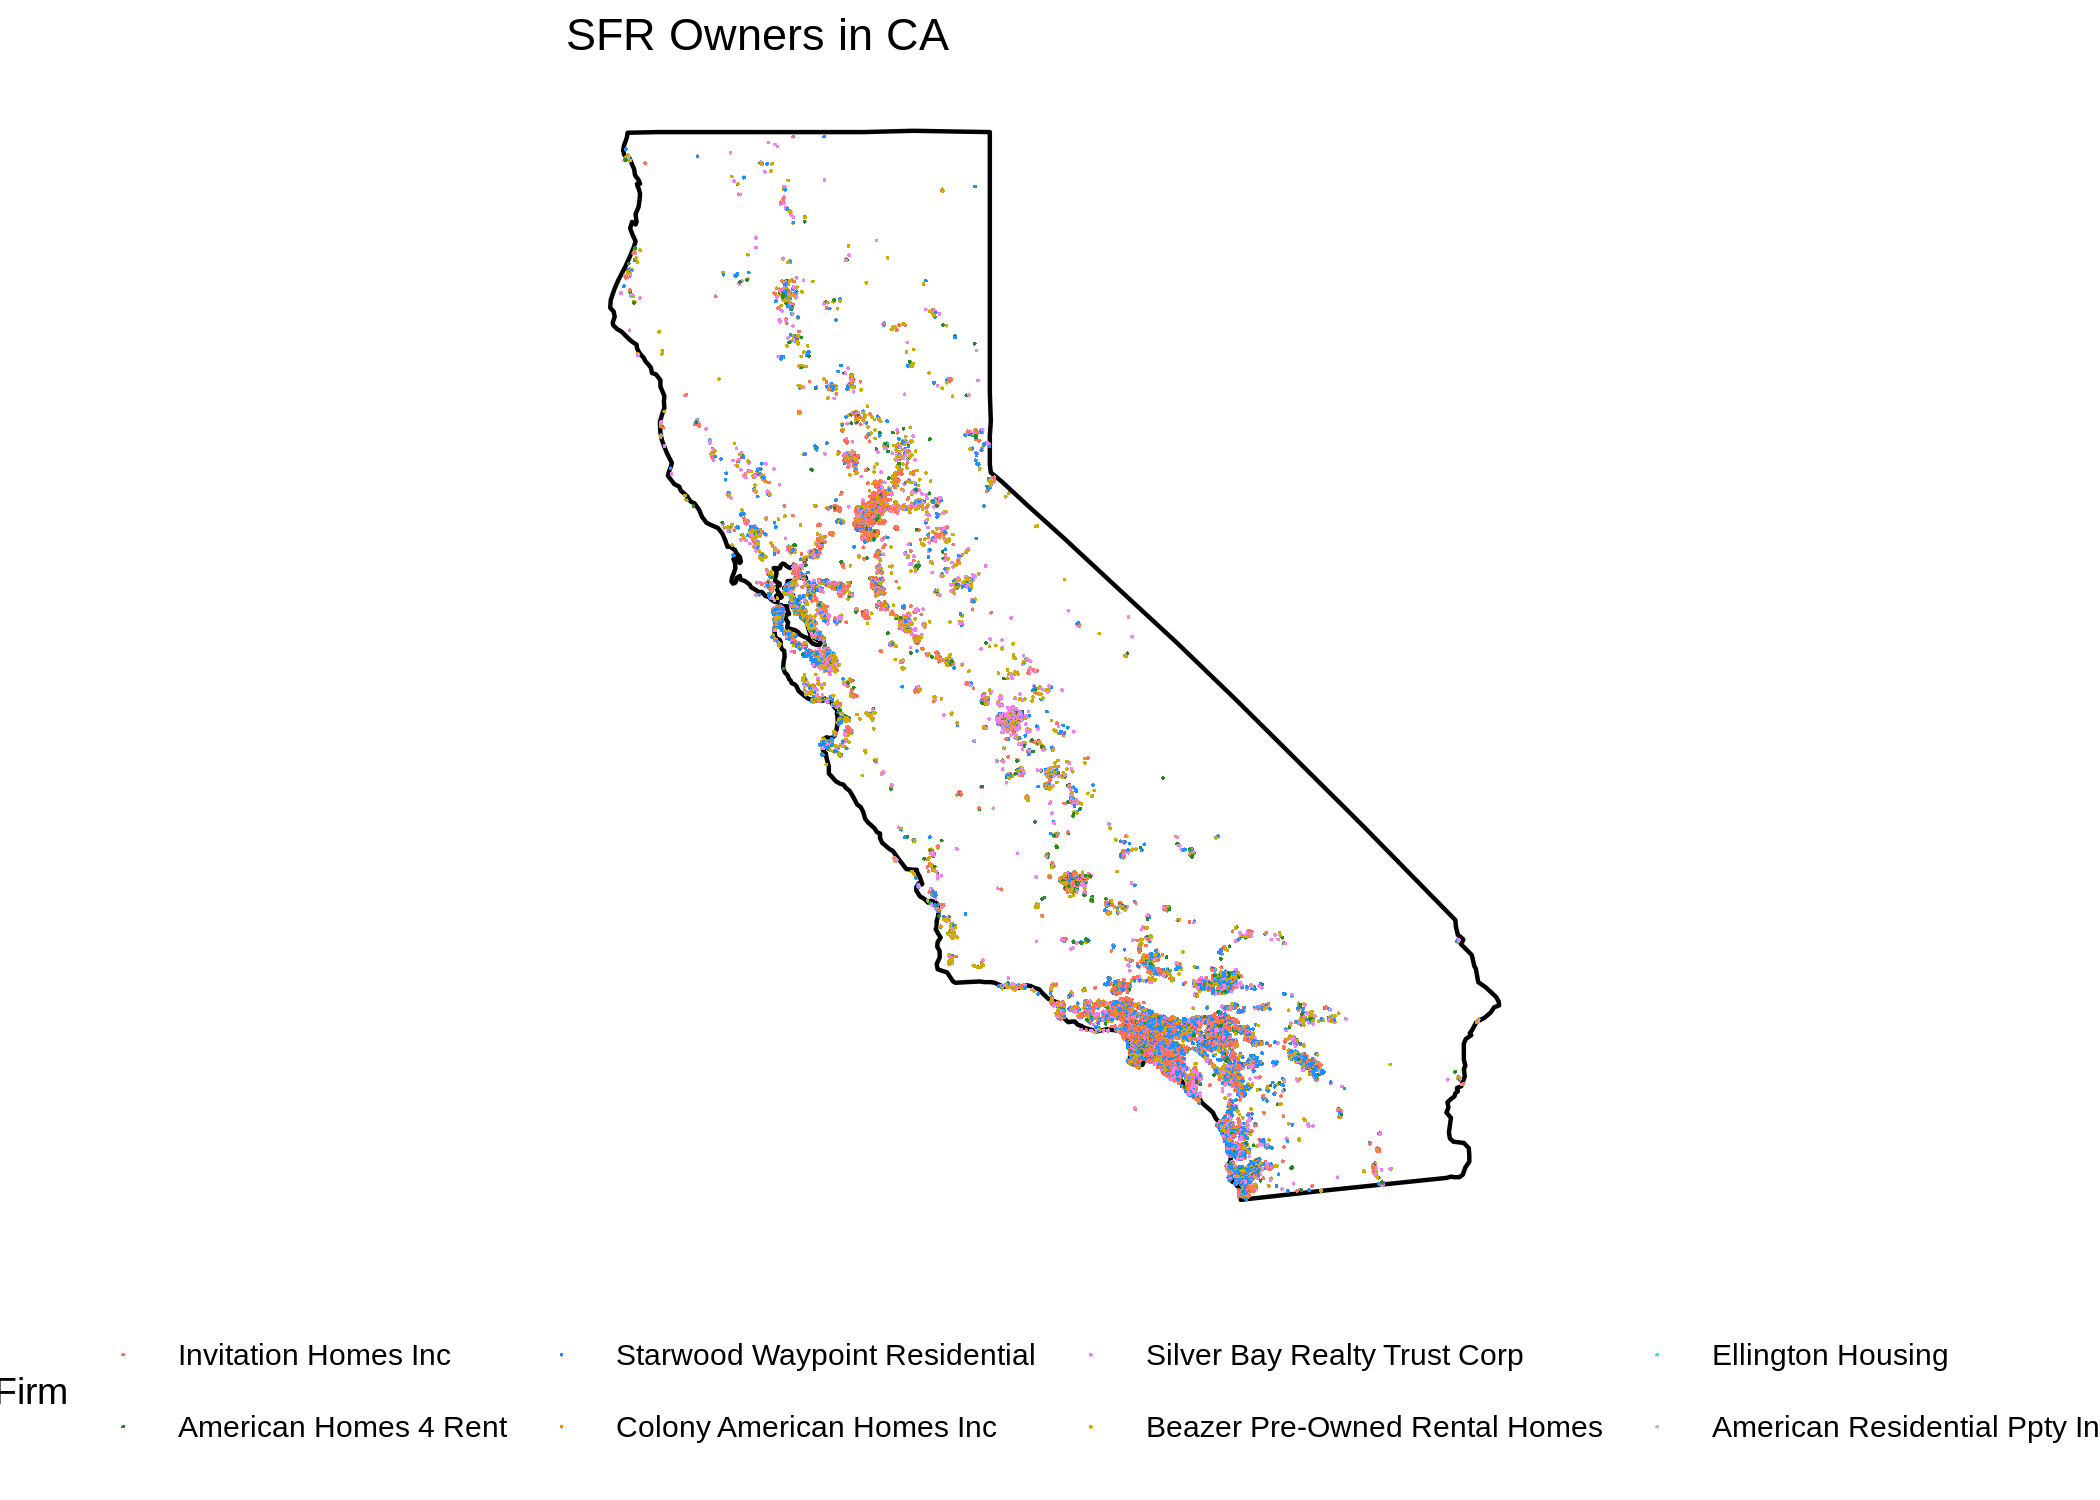 SFR Owners in CA
Firm
Invitation Homes Inc
Starwood Waypoint Residential
Silver Bay Realty Trust Corp
Ellington Housing
American Homes 4 Rent
Colony American Homes Inc
Beazer Pre-Owned Rental Homes
American Residential Ppty In